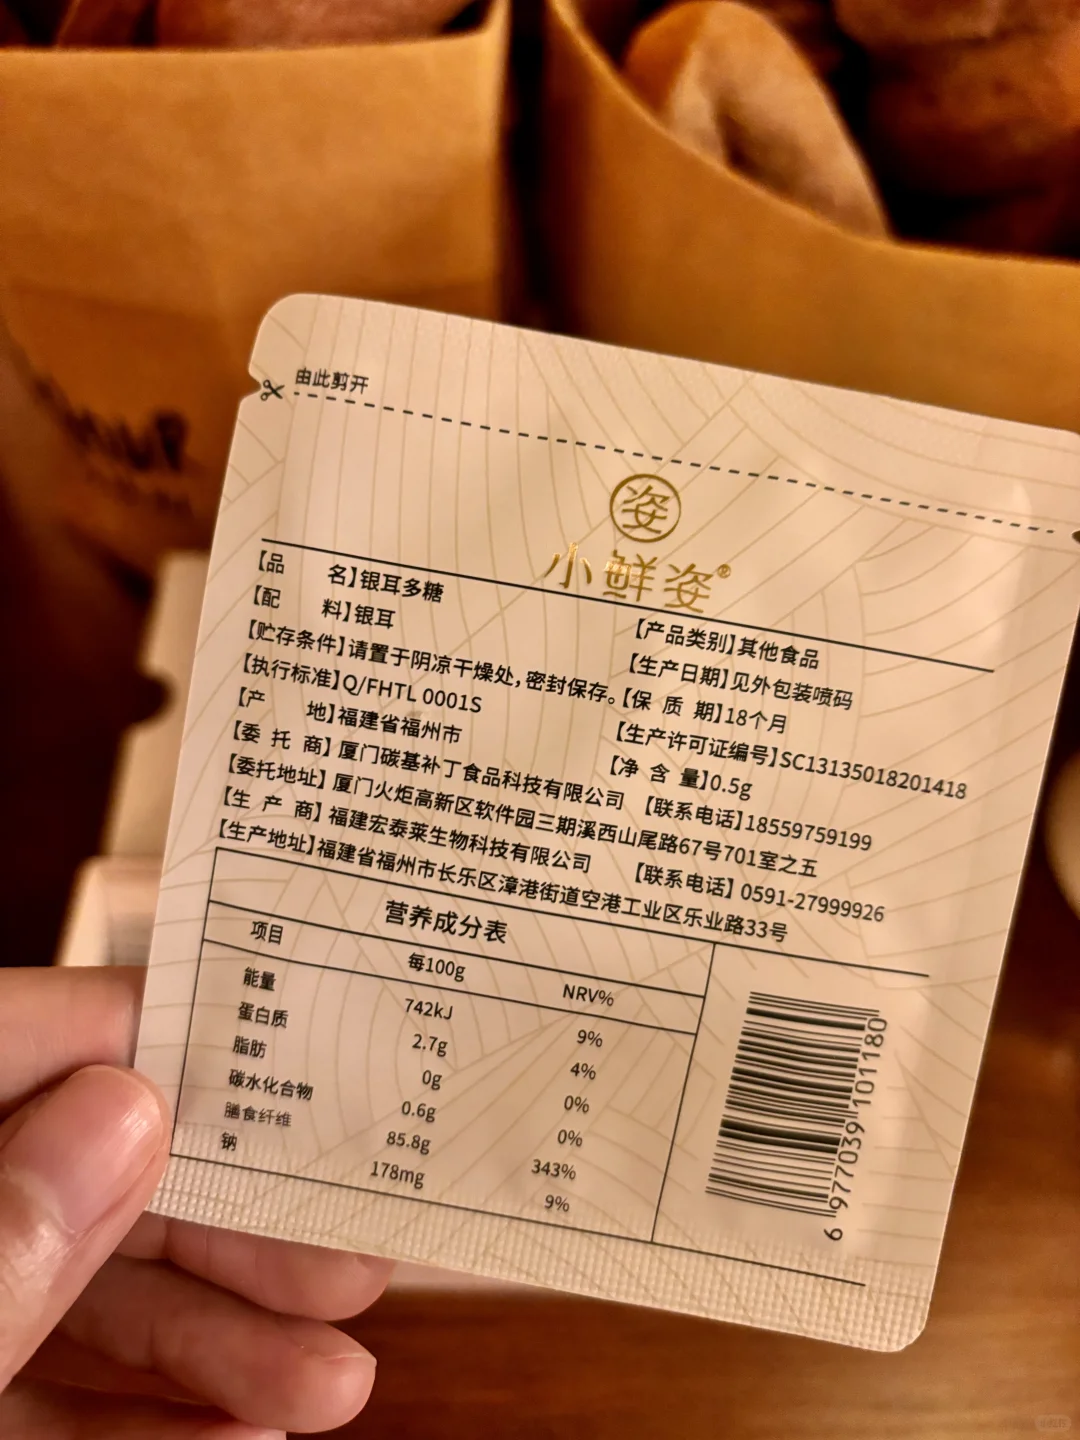 由此剪开
姿
小鲜姿®
【品 名】银耳多糖
【产品类别】其他食品
【配 料】银耳
【生产日期】见外包装喷码
【贮存条件】请置于阴凉干燥处，密封保存。
【保 质 期】18个月
【执行标准】Q/FHTL 0001S
【生产许可证编号】SC13135018201418
【产 地】福建省福州市
【净 含 量】0.5g
【委 托 商】厦门碳基补丁食品科技有限公司
【联系电话】18559759199
【委托地址】厦门火炬高新区软件园三期溪西山尾路67号701室之五
【生 产 商】福建宏泰莱生物科技有限公司
【联系电话】0591-27999926
【生产地址】福建省福州市长乐区漳港街道空港工业区乐业路33号
营养成分表
项目 每100g NRV%
能量 742kJ 9%
蛋白质 2.7g 4%
脂肪 0g 0%
碳水化合物 0.6g 0%
膳食纤维 85.8g 343%
钠 178mg 9%
6 977039 101180